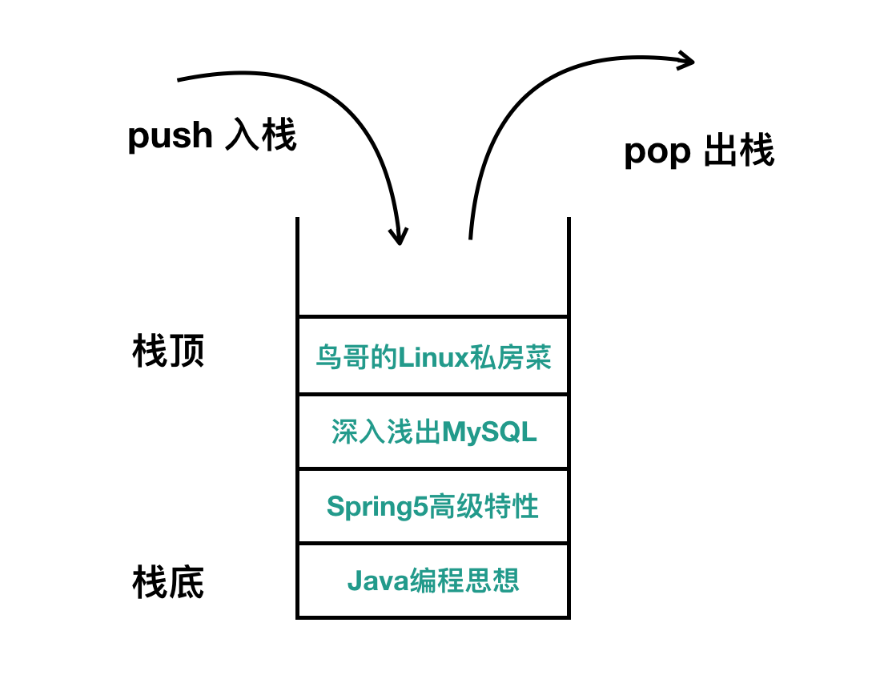 push 入栈
pop 出栈
栈顶
鸟哥的Linux私房菜
深入浅出MySQL
Spring5高级特性
栈底
Java编程思想